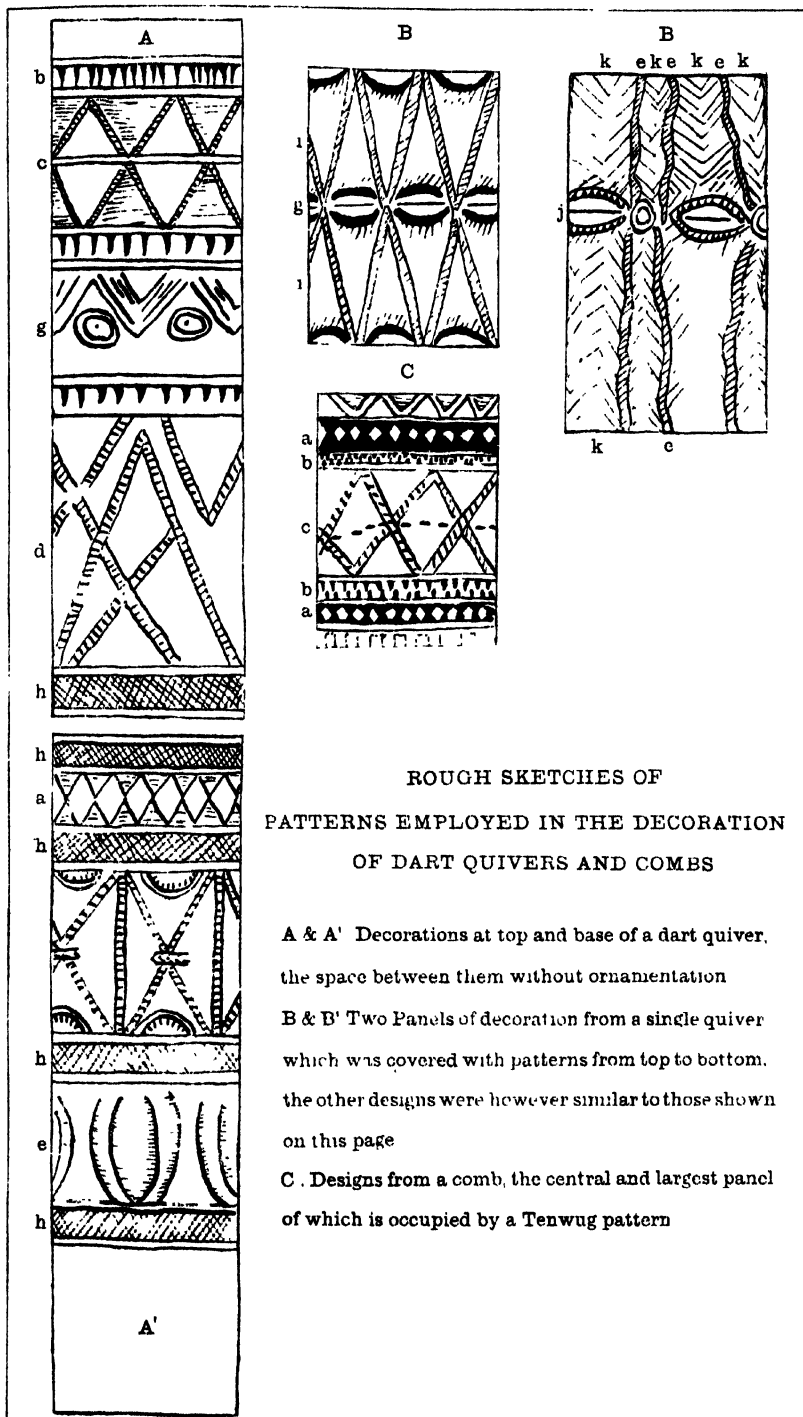 A
b
c
g
d
h
h
a
h
h
e
h
A'
B
ı
g
ı
B
k e k e k e k
j
k c
C
a
b
c
b
a
ROUGH SKETCHES OF
PATTERNS EMPLOYED IN THE DECORATION
OF DART QUIVERS AND COMBS
A & A' Decorations at top and base of a dart quiver,
the space between them without ornamentation
B & B' Two Panels of decoration from a single quiver
which was covered with patterns from top to bottom,
the other designs were however similar to those shown
on this page
C . Designs from a comb, the central and largest panel
of which is occupied by a Tenwug pattern